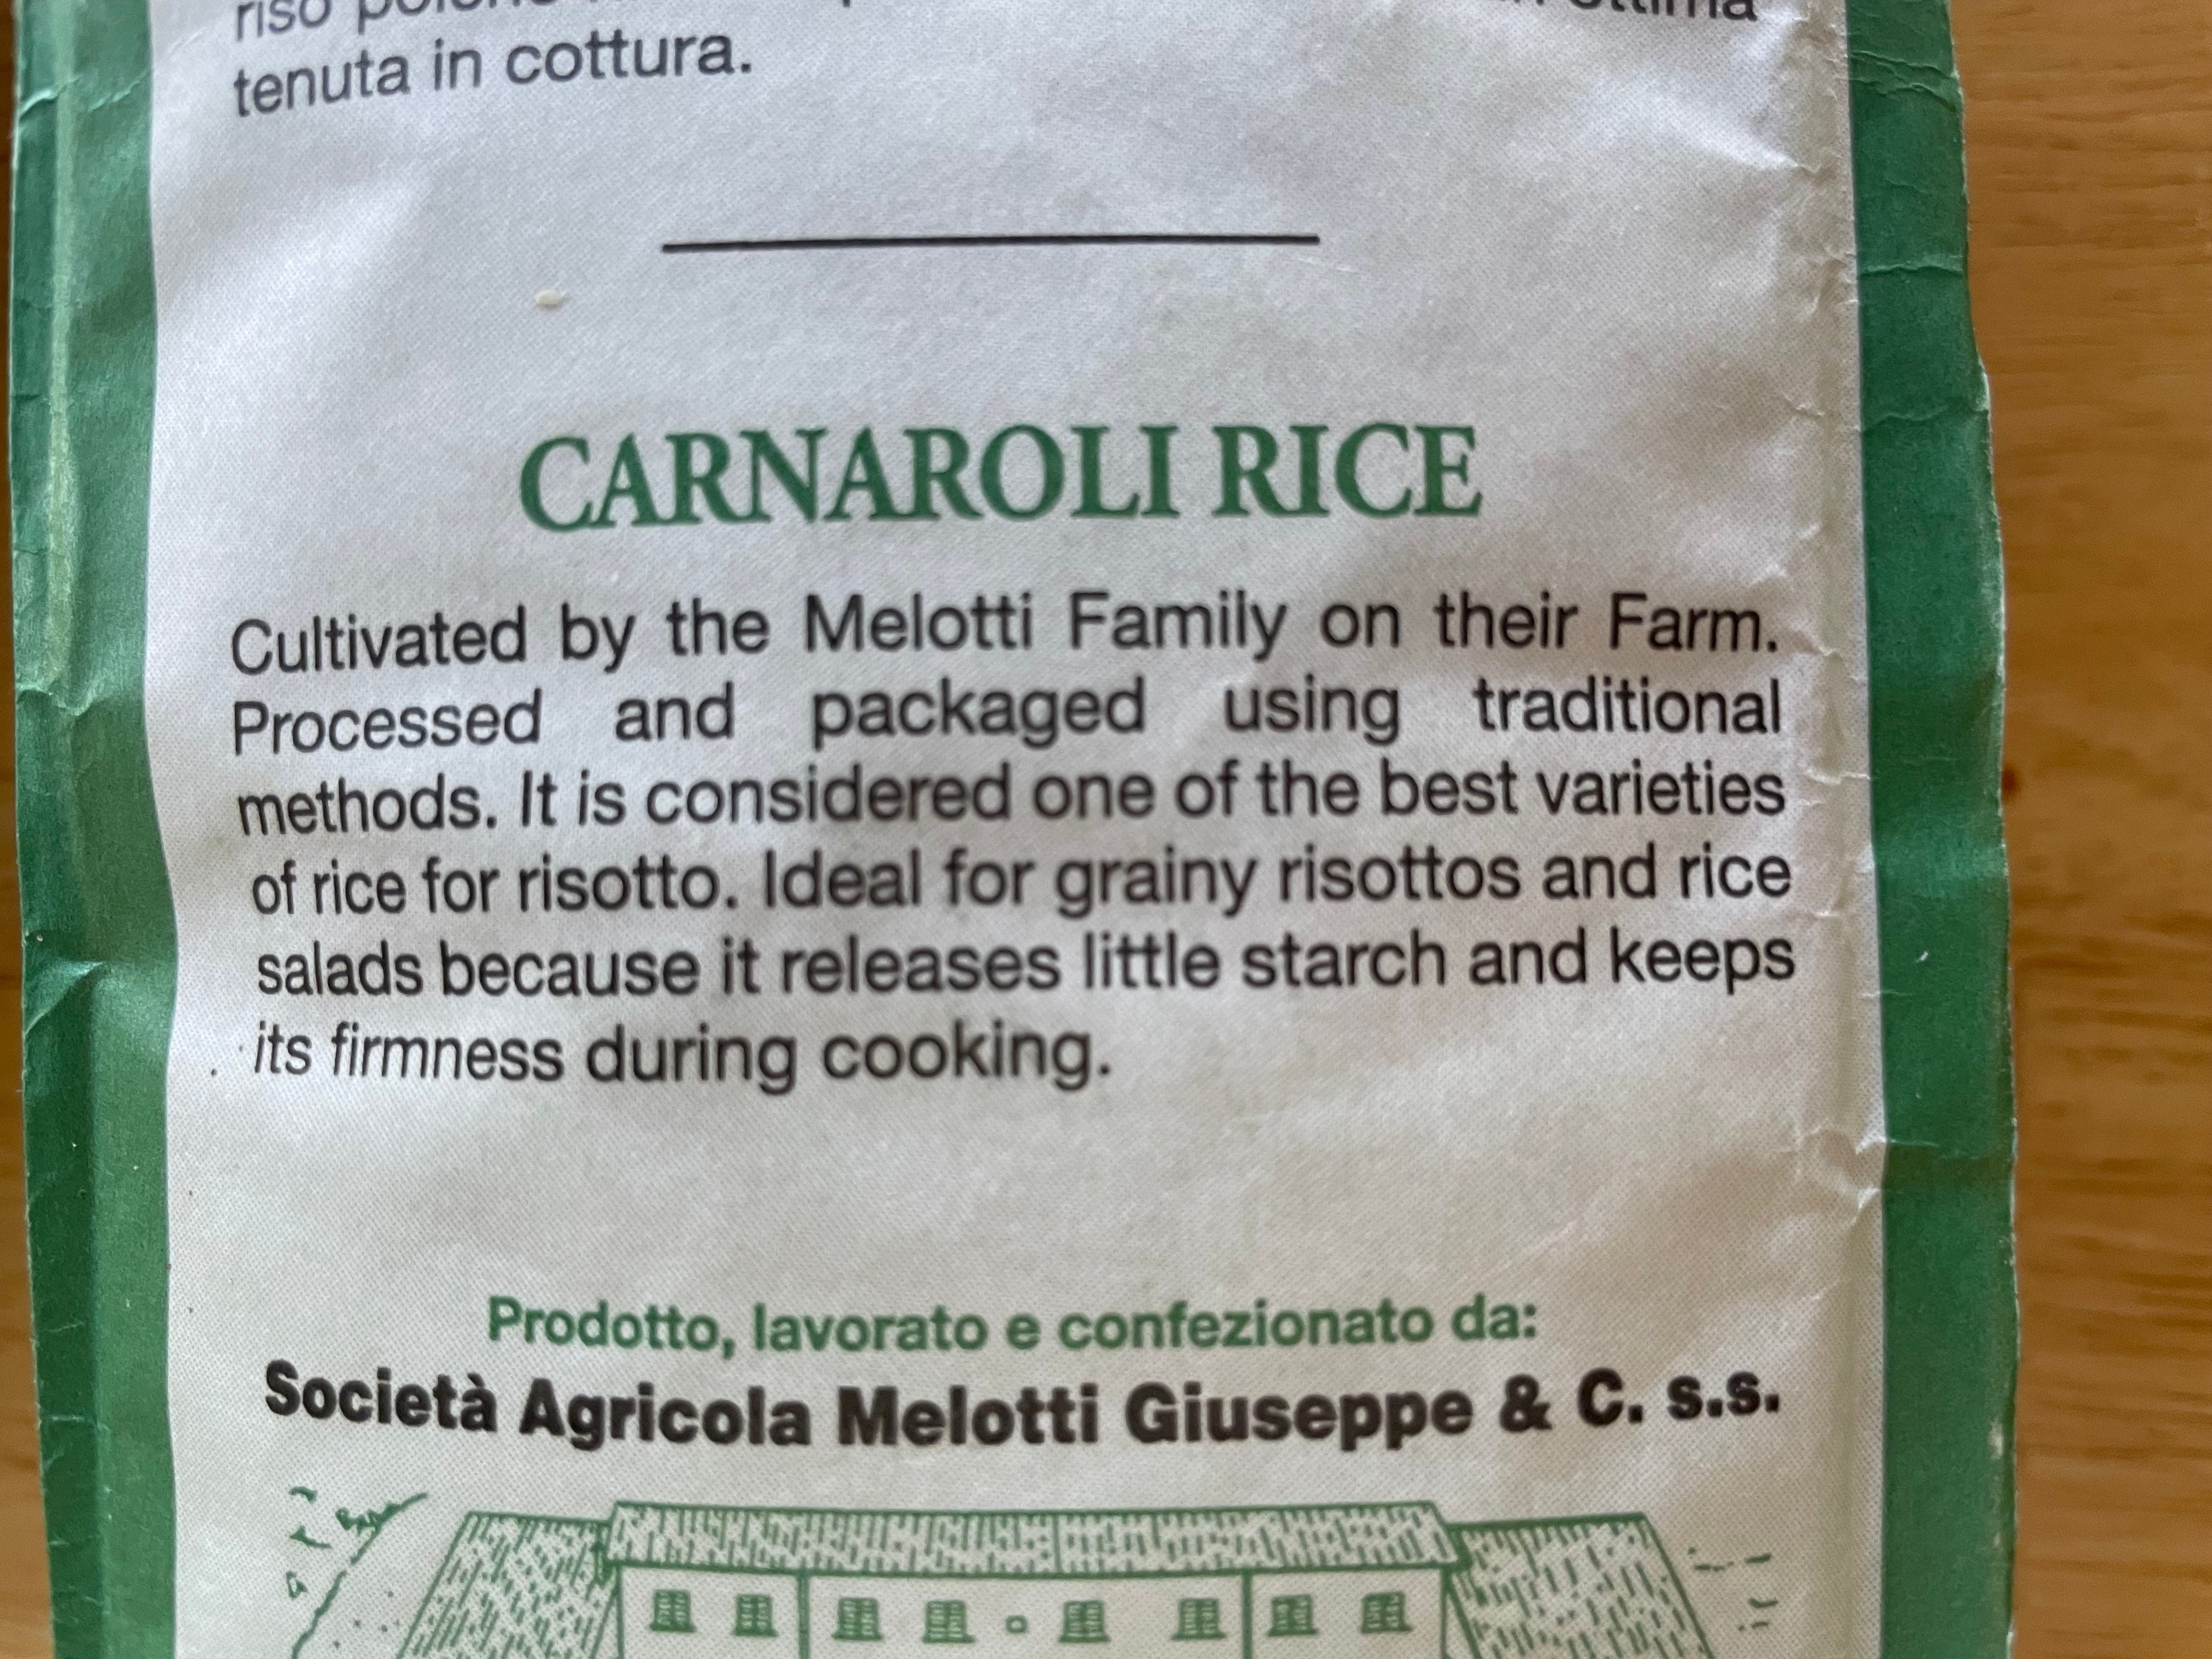 riso
tenuta in cottura.
CARNAROLI RICE
Cultivated by the Melotti Family on their Farm.
Processed and packaged using traditional
methods. It is considered one of the best varieties
of rice for risotto. Ideal for grainy risottos and rice
salads because it releases little starch and keeps
its firmness during cooking.
Prodotto, lavorato e confezionato da:
Società Agricola Melotti Giuseppe & C. s.s.